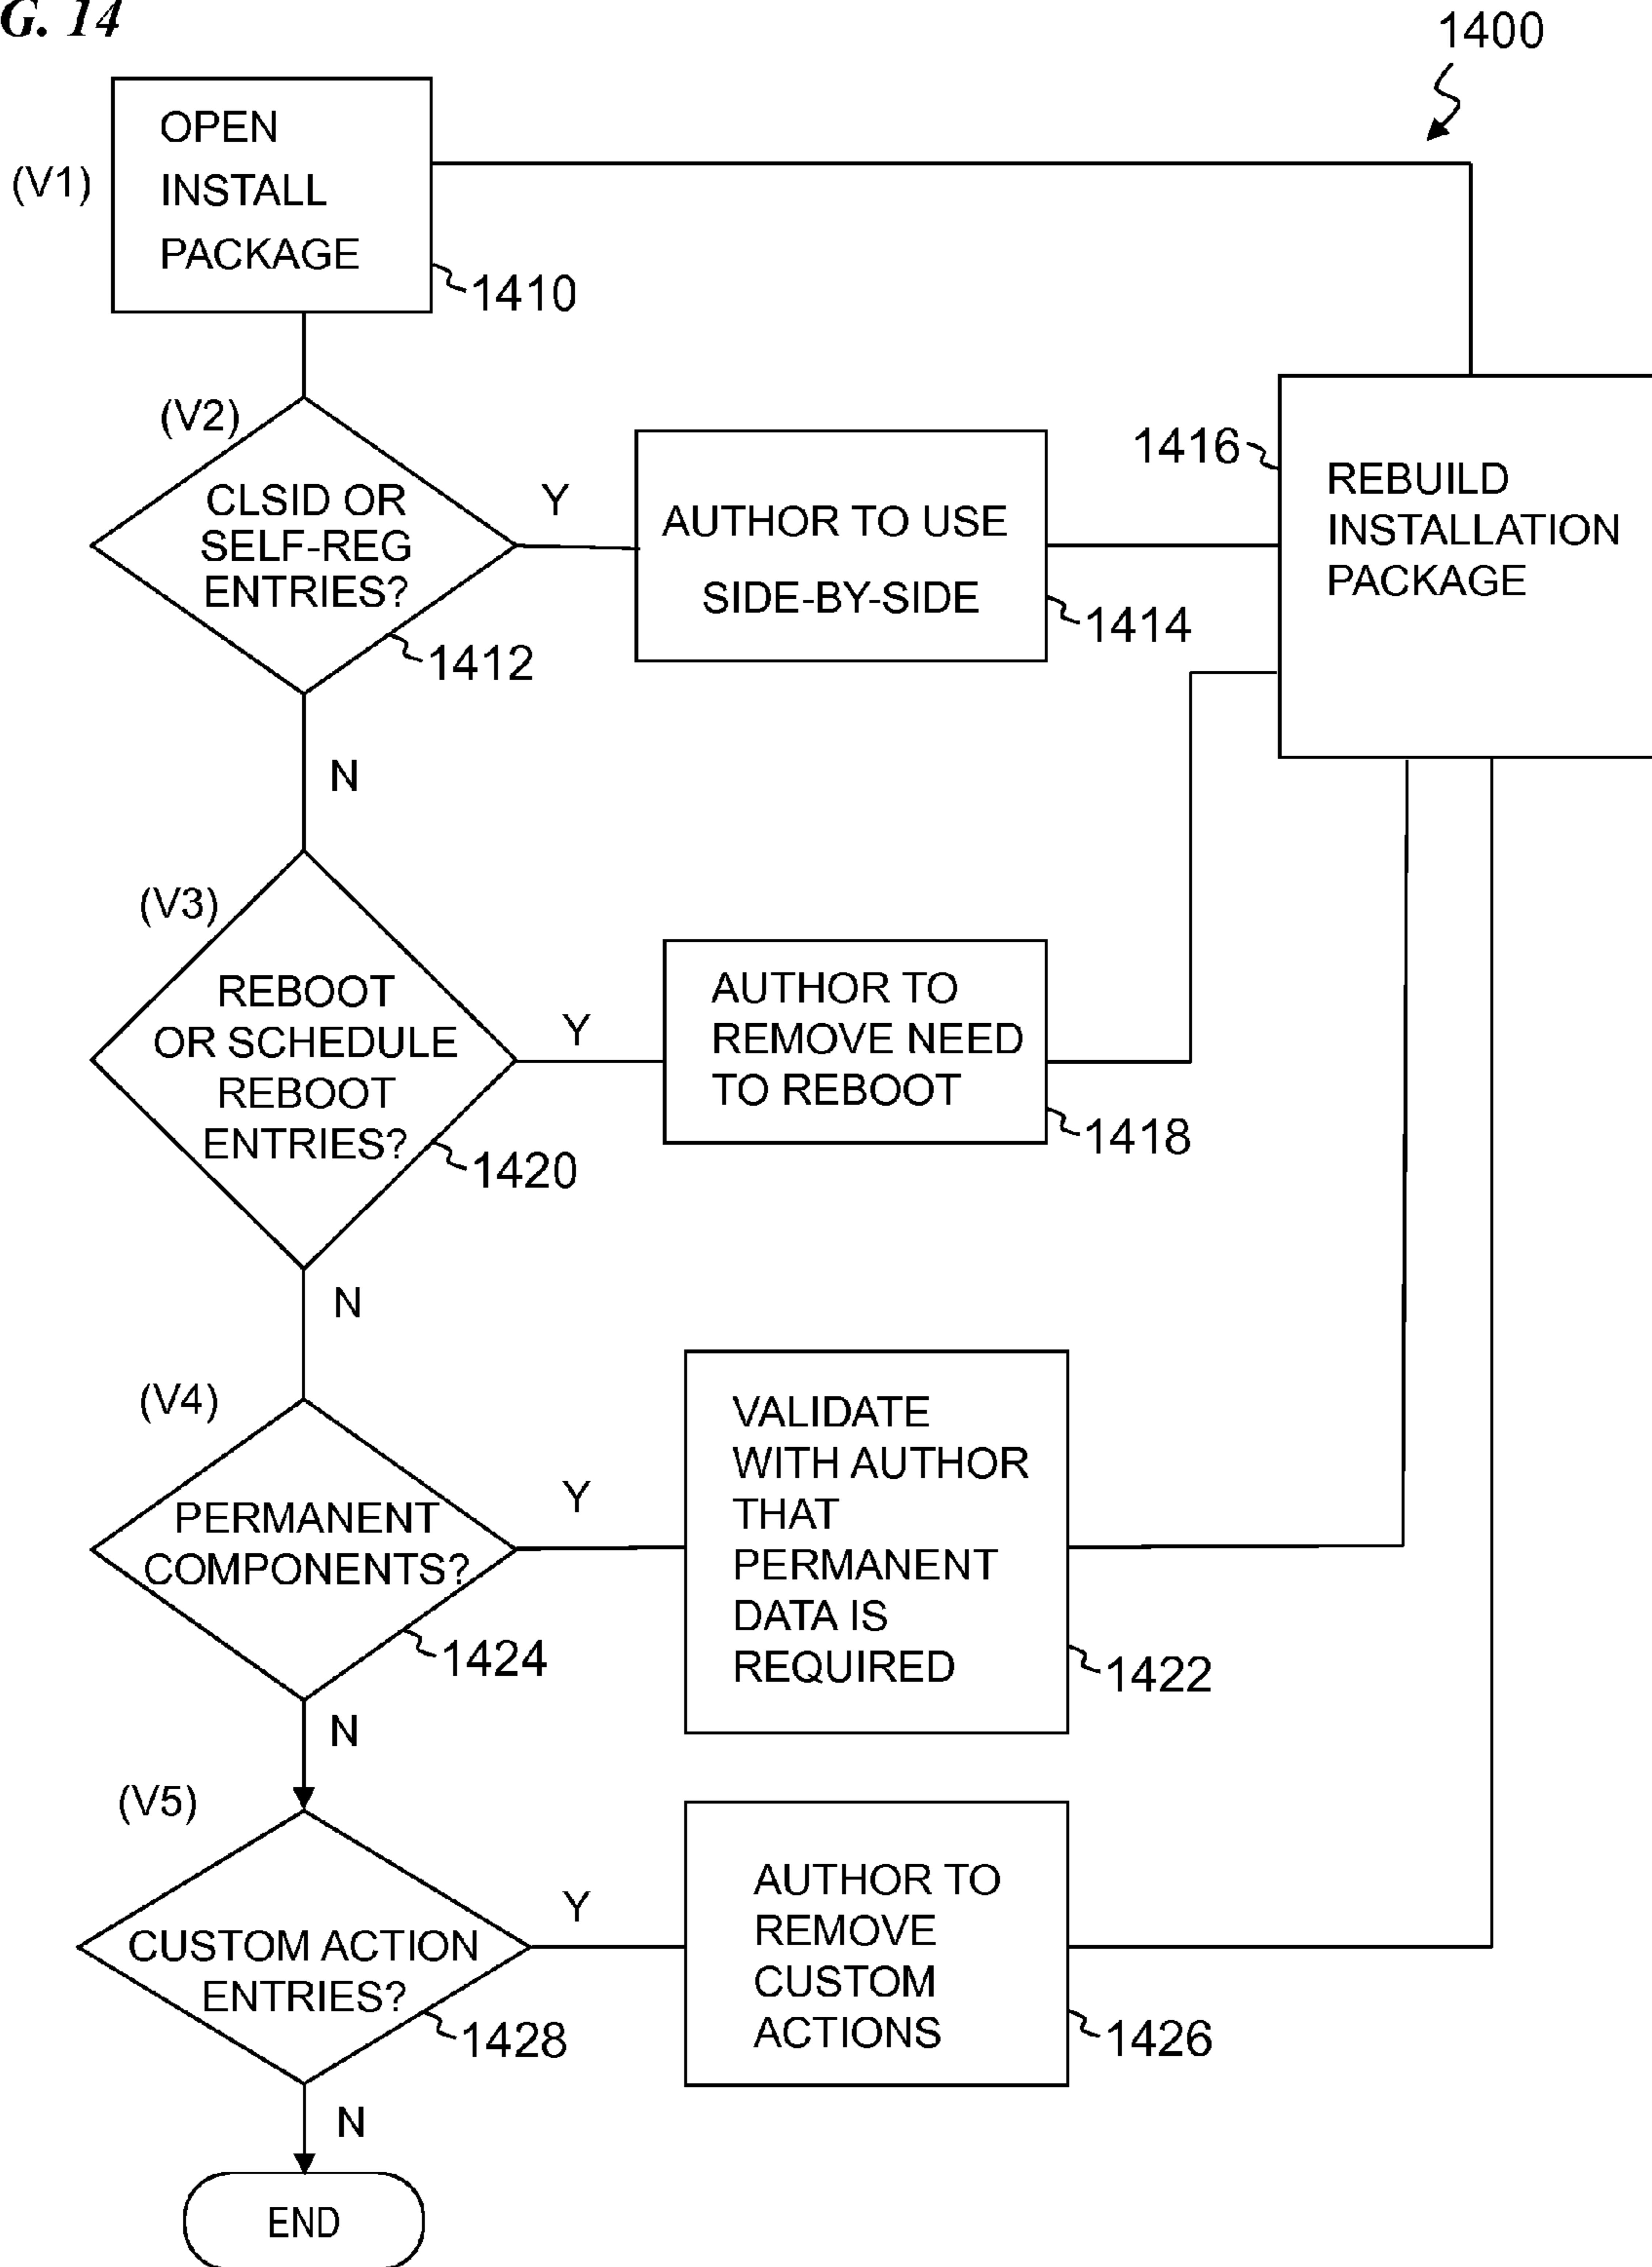 G. 14
1400
OPEN
INSTALL
PACKAGE
(V1)
1410
(V2)
CLSID OR
SELF-REG
ENTRIES?
1412
Y
AUTHOR TO USE
SIDE-BY-SIDE
1414
1416
REBUILD
INSTALLATION
PACKAGE
N
(V3)
REBOOT
OR SCHEDULE
REBOOT
ENTRIES?
1420
Y
AUTHOR TO
REMOVE NEED
TO REBOOT
1418
N
(V4)
PERMANENT
COMPONENTS?
1424
Y
VALIDATE
WITH AUTHOR
THAT
PERMANENT
DATA IS
REQUIRED
1422
N
(V5)
CUSTOM ACTION
ENTRIES?
1428
Y
AUTHOR TO
REMOVE
CUSTOM
ACTIONS
1426
N
END